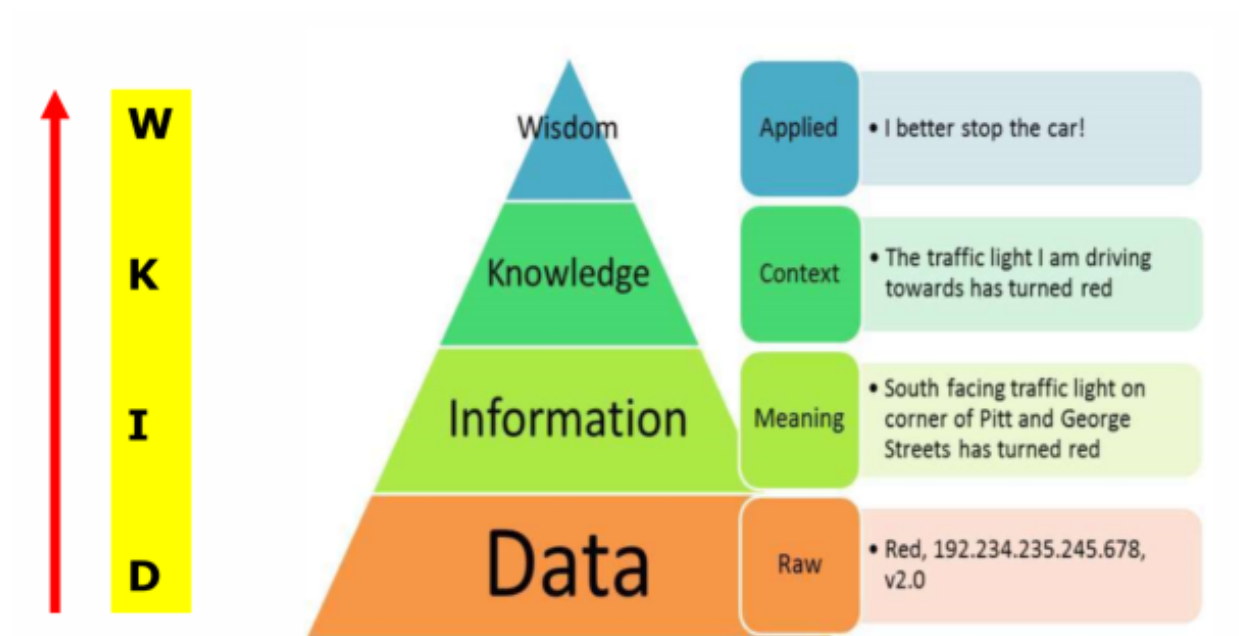 W
Wisdom
Applied
• I better stop the car!
K
Knowledge
Context
• The traffic light I am driving
towards has turned red
I
Information
Meaning
• South facing traffic light on
corner of Pitt and George
Streets has turned red
D
Data
Raw
• Red, 192.234.235.245.678,
v2.0